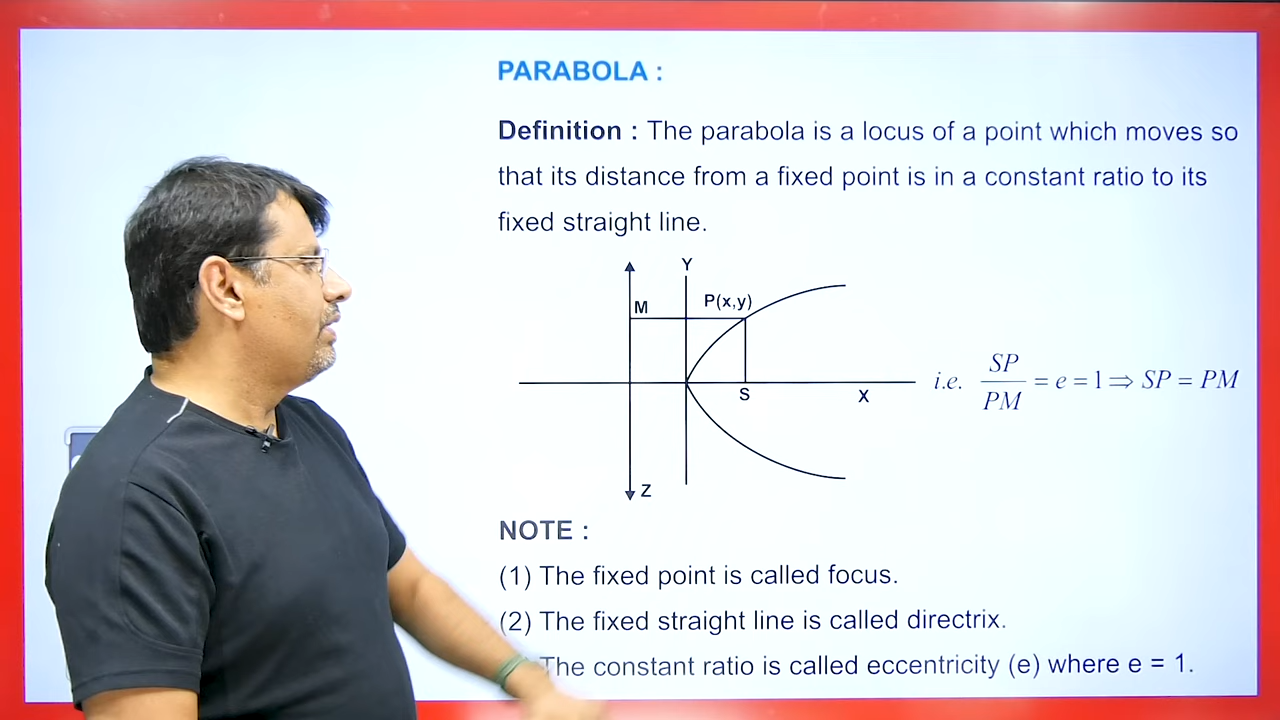 PARABOLA :
Definition : The parabola is a locus of a point which moves so
that its distance from a fixed point is in a constant ratio to its
fixed straight line.
Y
M
P(x,y)
S
X
Z
i.e. SP/PM = e = 1 ⇒ SP = PM
NOTE :
(1) The fixed point is called focus.
(2) The fixed straight line is called directrix.
The constant ratio is called eccentricity (e) where e = 1.